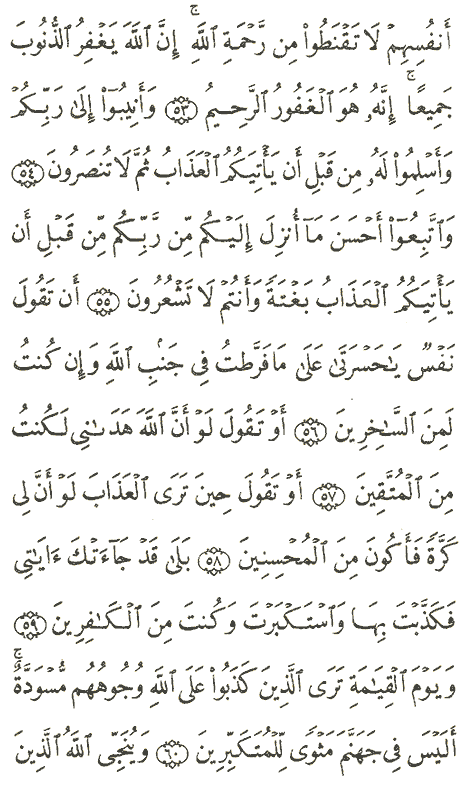 أَنفُسِهِمْ لَا تَقْنَطُوا۟ مِن رَّحْمَةِ ٱللَّهِ ۚ إِنَّ ٱللَّهَ يَغْفِرُ ٱلذُّنُوبَ
جَمِيعًا ۚ إِنَّهُۥ هُوَ ٱلْغَفُورُ ٱلرَّحِيمُ ۝٥٣ وَأَنِيبُوٓا۟ إِلَىٰ رَبِّكُمْ
وَأَسْلِمُوا۟ لَهُۥ مِن قَبْلِ أَن يَأْتِيَكُمُ ٱلْعَذَابُ ثُمَّ لَا تُنصَرُونَ ۝٥٤
وَٱتَّبِعُوٓا۟ أَحْسَنَ مَآ أُنزِلَ إِلَيْكُم مِّن رَّبِّكُم مِّن قَبْلِ أَن
يَأْتِيَكُمُ ٱلْعَذَابُ بَغْتَةً وَأَنتُمْ لَا تَشْعُرُونَ ۝٥٥ أَن تَقُولَ
نَفْسٌ يَٰحَسْرَتَىٰ عَلَىٰ مَا فَرَّطتُ فِى جَنۢبِ ٱللَّهِ وَإِن كُنتُ
لَمِنَ ٱلسَّٰخِرِينَ ۝٥٦ أَوْ تَقُولَ لَوْ أَنَّ ٱللَّهَ هَدَىٰنِى لَكُنتُ
مِنَ ٱلْمُتَّقِينَ ۝٥٧ أَوْ تَقُولَ حِينَ تَرَى ٱلْعَذَابَ لَوْ أَنَّ لِى
كَرَّةً فَأَكُونَ مِنَ ٱلْمُحْسِنِينَ ۝٥٨ بَلَىٰ قَدْ جَآءَتْكَ ءَايَٰتِى
فَكَذَّبْتَ بِهَا وَٱسْتَكْبَرْتَ وَكُنتَ مِنَ ٱلْكَٰفِرِينَ ۝٥٩
وَيَوْمَ ٱلْقِيَٰمَةِ تَرَى ٱلَّذِينَ كَذَبُوا۟ عَلَى ٱللَّهِ وُجُوهُهُم مُّسْوَدَّةٌ ۚ
أَلَيْسَ فِى جَهَنَّمَ مَثْوًى لِّلْمُتَكَبِّرِينَ ۝٦٠ وَيُنَجِّى ٱللَّهُ ٱلَّذِينَ